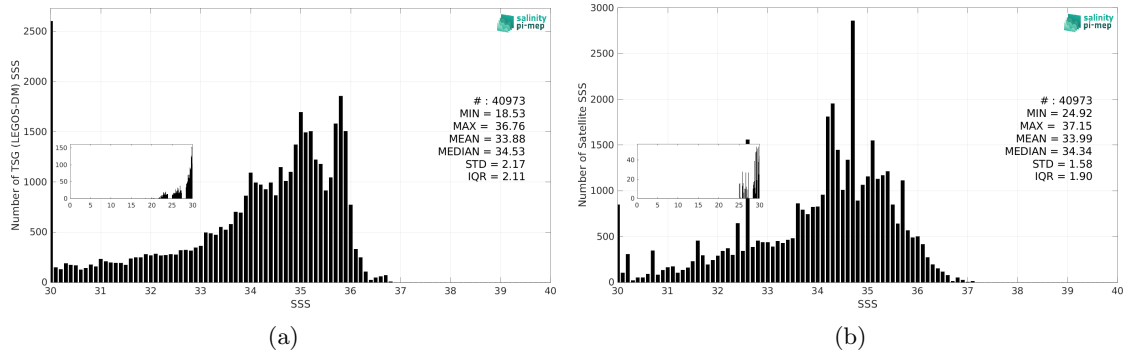 salinity
pi-mep
Number of TSG (LEGOS-DM) SSS
2500
2000
1500
1000
500
0
# : 40973
MIN = 18.53
MAX = 36.76
MEAN = 33.88
MEDIAN = 34.53
STD = 2.17
IQR = 2.11
150
100
50
0
0 5 10 15 20 25 30
30 31 32 33 34 35 36 37 38 39 40
SSS
(a)
salinity
pi-mep
Number of Satellite SSS
3000
2500
2000
1500
1000
500
0
# : 40973
MIN = 24.92
MAX = 37.15
MEAN = 33.99
MEDIAN = 34.34
STD = 1.58
IQR = 1.90
40
20
0
0 5 10 15 20 25 30
30 31 32 33 34 35 36 37 38 39 40
SSS
(b)